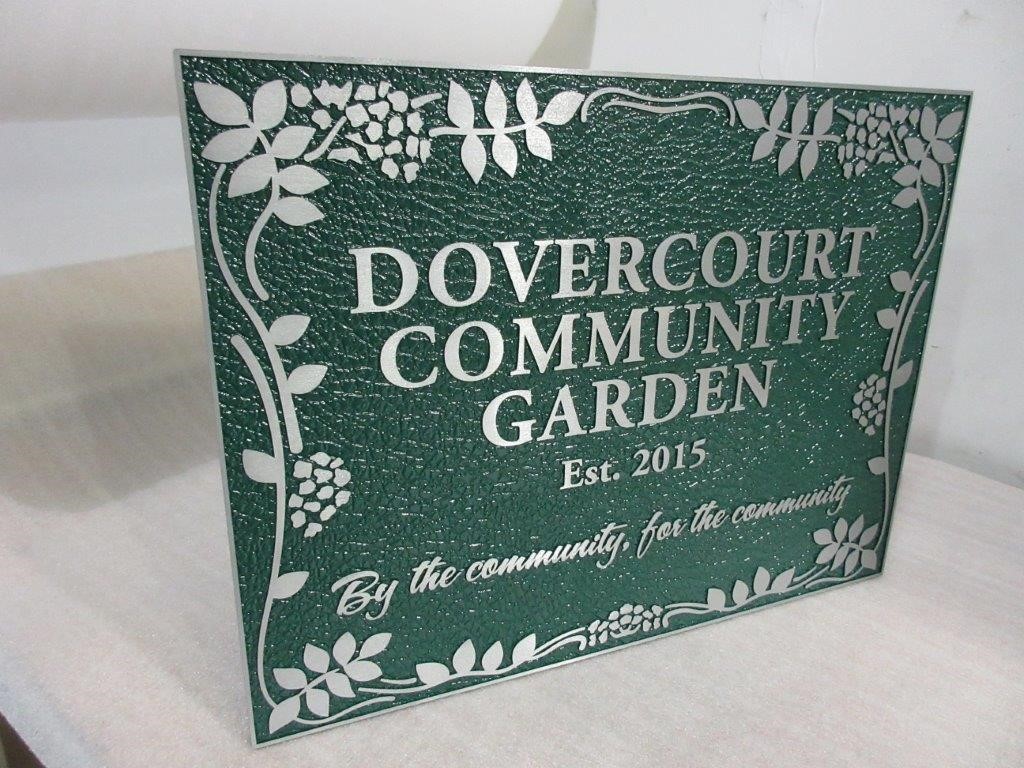 DOVERCOURT
COMMUNITY
GARDEN
Est. 2015
By the community, for the community